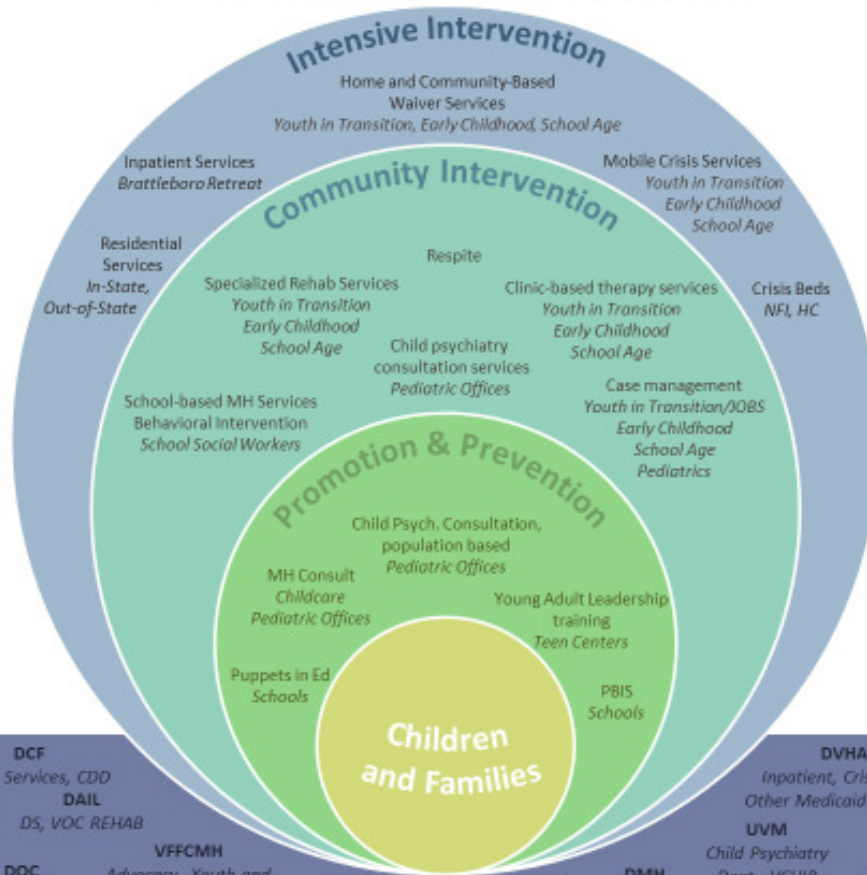 Intensive Intervention
Home and Community-Based
Waiver Services
Youth in Transition, Early Childhood, School Age
Inpatient Services
Brattleboro Retreat
Mobile Crisis Services
Youth in Transition
Early Childhood
School Age
Residential
Services
In-State,
Out-of-State
Crisis Beds
NFI, HC
Community Intervention
Respite
Specialized Rehab Services
Youth in Transition
Early Childhood
School Age
Clinic-based therapy services
Youth in Transition
Early Childhood
School Age
Child psychiatry
consultation services
Pediatric Offices
School-based MH Services
Behavioral Intervention
School Social Workers
Case management
Youth in Transition/JOBS
Early Childhood
School Age
Pediatrics
Promotion & Prevention
Child Psych. Consultation,
population based
Pediatric Offices
MH Consult
Childcare
Pediatric Offices
Young Adult Leadership
training
Teen Centers
Puppets in Ed
Schools
PBIS
Schools
Children
and Families
DCF
Services, CDD
DAIL
DS, VOC REHAB
VFFCMH
Advocacy, Youth and
DOC
DVHA
Inpatient, Cris
Other Medicaid
UVM
Child Psychiatry
Dept., VCHIP
DMH